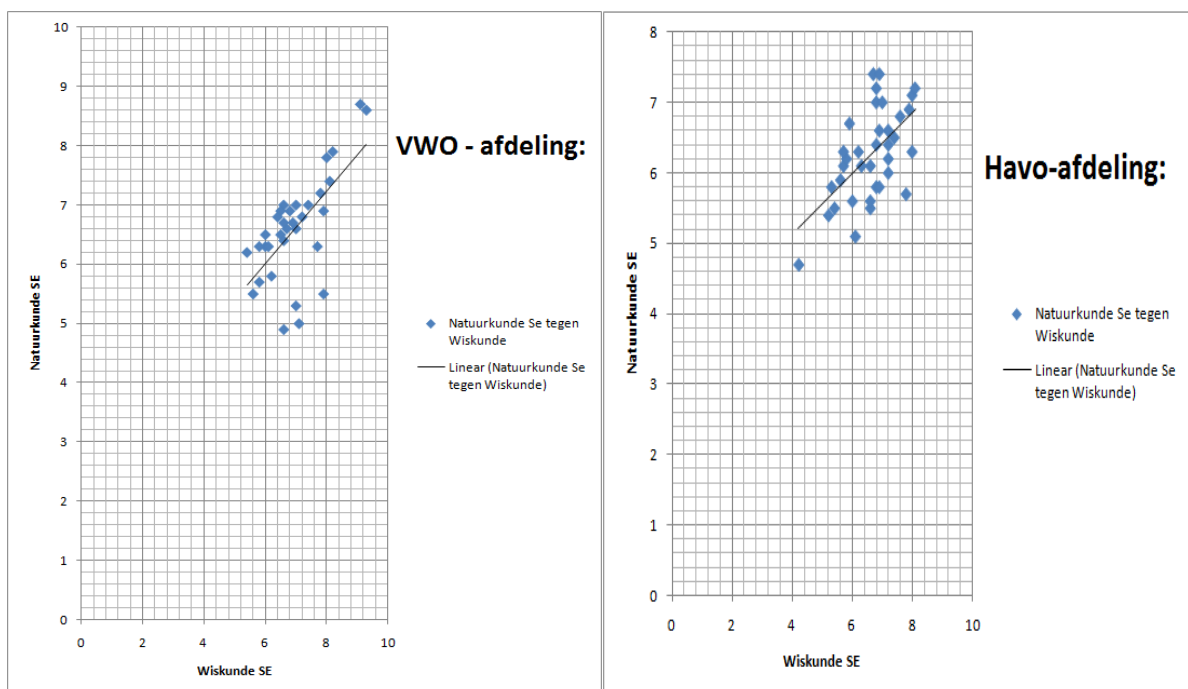 10
9
8
7
6
5
4
3
2
1
0
0 2 4 6 8 10
Natuurkunde SE
Wiskunde SE
VWO - afdeling:
Natuurkunde Se tegen
Wiskunde
Linear (Natuurkunde Se
tegen Wiskunde)
8
7
6
5
4
3
2
1
0
0 2 4 6 8 10
Natuurkunde SE
Wiskunde SE
Havo-afdeling:
Natuurkunde Se tegen
Wiskunde
Linear (Natuurkunde Se
tegen Wiskunde)